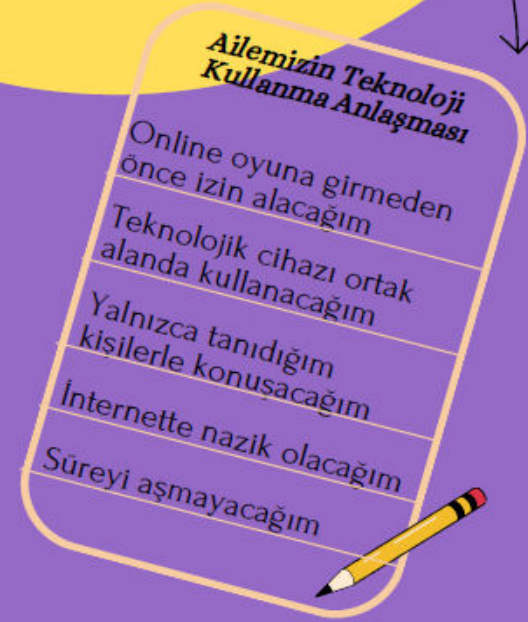 Ailemizin Teknoloji
Kullanma Anlaşması
Online oyuna girmeden
önce izin alacağım
Teknolojik cihazı ortak
alanda kullanacağım
Yalnızca tanıdığım
kişilerle konuşacağım
İnternette nazik olacağım
Süreyi aşmayacağım